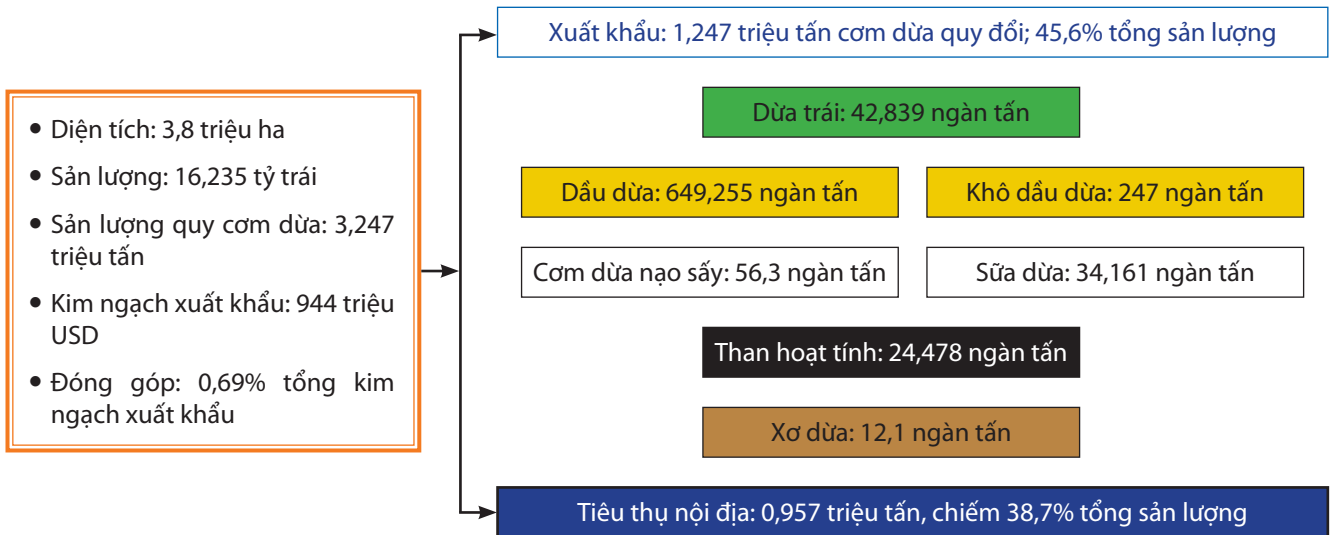 Xuất khẩu: 1,247 triệu tấn cơm dừa quy đổi; 45,6% tổng sản lượng
• Diện tích: 3,8 triệu ha
• Sản lượng: 16,235 tỷ trái
• Sản lượng quy cơm dừa: 3,247
triệu tấn
• Kim ngạch xuất khẩu: 944 triệu
USD
• Đóng góp: 0,69% tổng kim
ngạch xuất khẩu
Dừa trái: 42,839 ngàn tấn
Dầu dừa: 649,255 ngàn tấn
Khô dầu dừa: 247 ngàn tấn
Cơm dừa nạo sấy: 56,3 ngàn tấn
Sữa dừa: 34,161 ngàn tấn
Than hoạt tính: 24,478 ngàn tấn
Xơ dừa: 12,1 ngàn tấn
Tiêu thụ nội địa: 0,957 triệu tấn, chiếm 38,7% tổng sản lượng